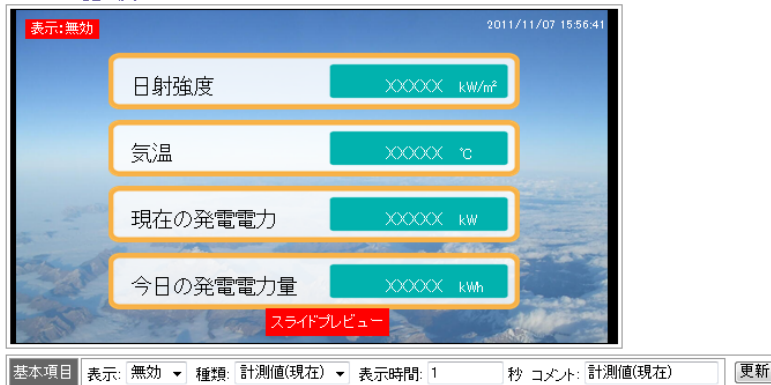 表示:無効 2011/11/07 15:56:41
日射強度 XXXXX kW/m²
気温 XXXXX ℃
現在の発電電力 XXXXX kW
今日の発電電力量 XXXXX kWh
スライドプレビュー
基本項目 表示: 無効 ▼ 種類: 計測値(現在) ▼ 表示時間: 1 秒 コメント: 計測値(現在) 更新